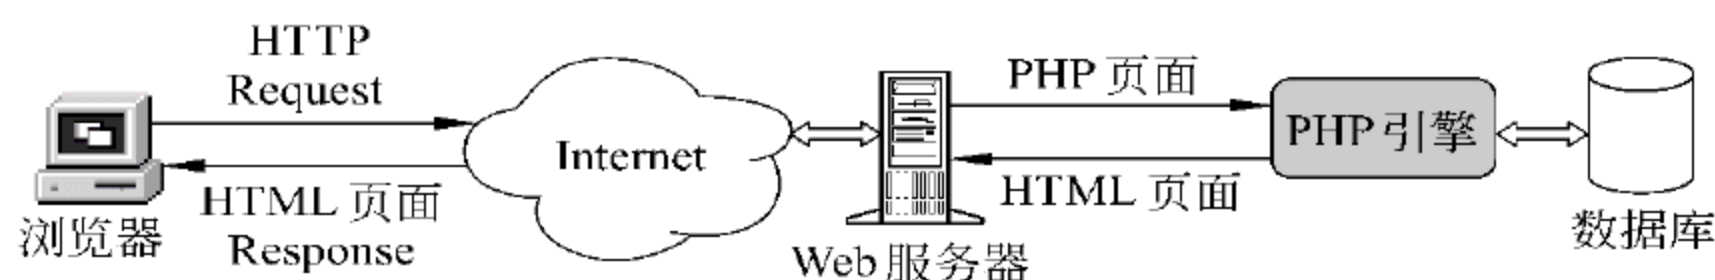 HTTP
Request
HTML 页面
Response
浏览器
Internet
Web服务器
PHP 页面
HTML 页面
PHP引擎
数据库